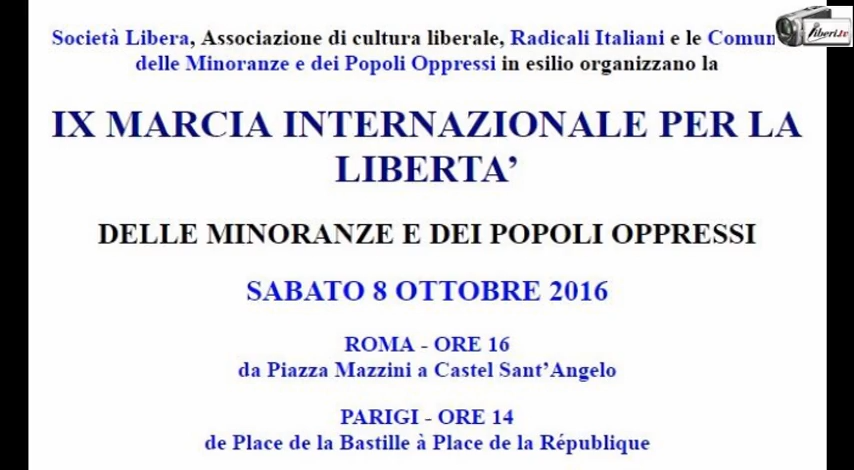 Società Libera, Associazione di cultura liberale, Radicali Italiani e le
delle Minoranze e dei Popoli Oppressi in esilio organizzano la
IX MARCIA INTERNAZIONALE PER LA
LIBERTA’
DELLE MINORANZE E DEI POPOLI OPPRESSI
SABATO 8 OTTOBRE 2016
ROMA - ORE 16
da Piazza Mazzini a Castel Sant’Angelo
PARIGI - ORE 14
de Place de la Bastille à Place de la République
Liberi.tv